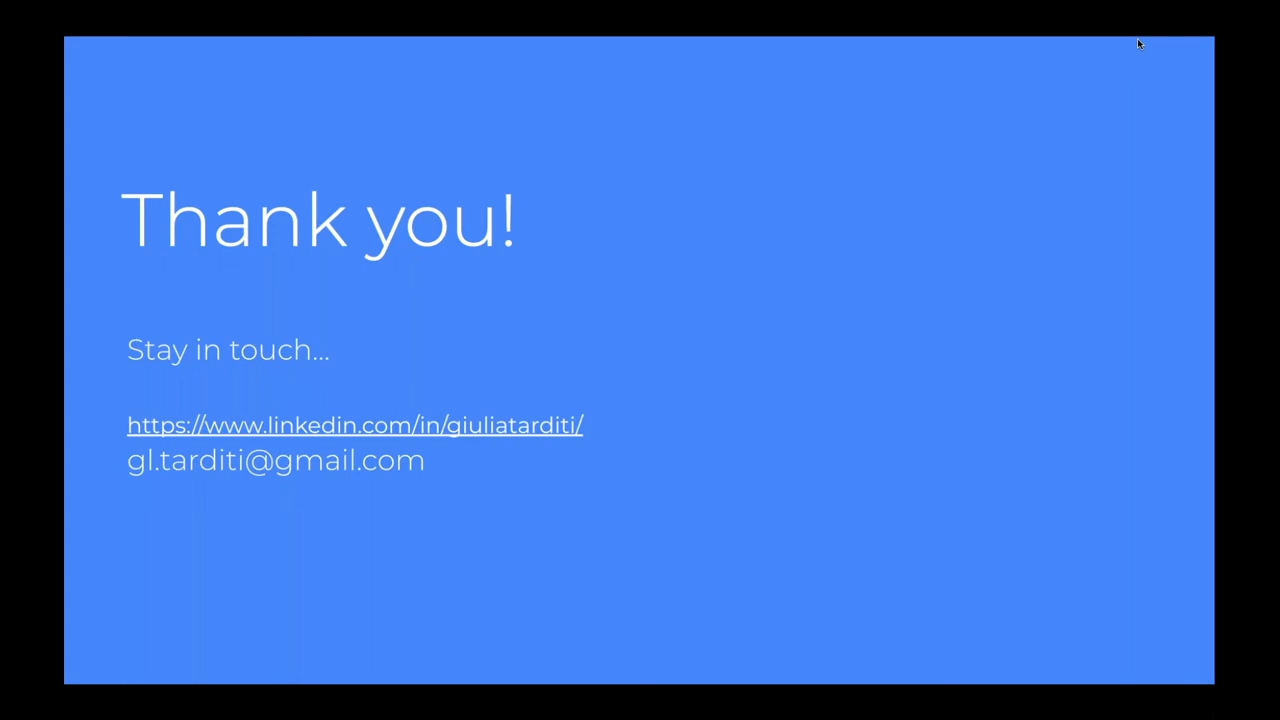 Thank you!
Stay in touch...
https://www.linkedin.com/in/giuliatarditi/
gl.tarditi@gmail.com